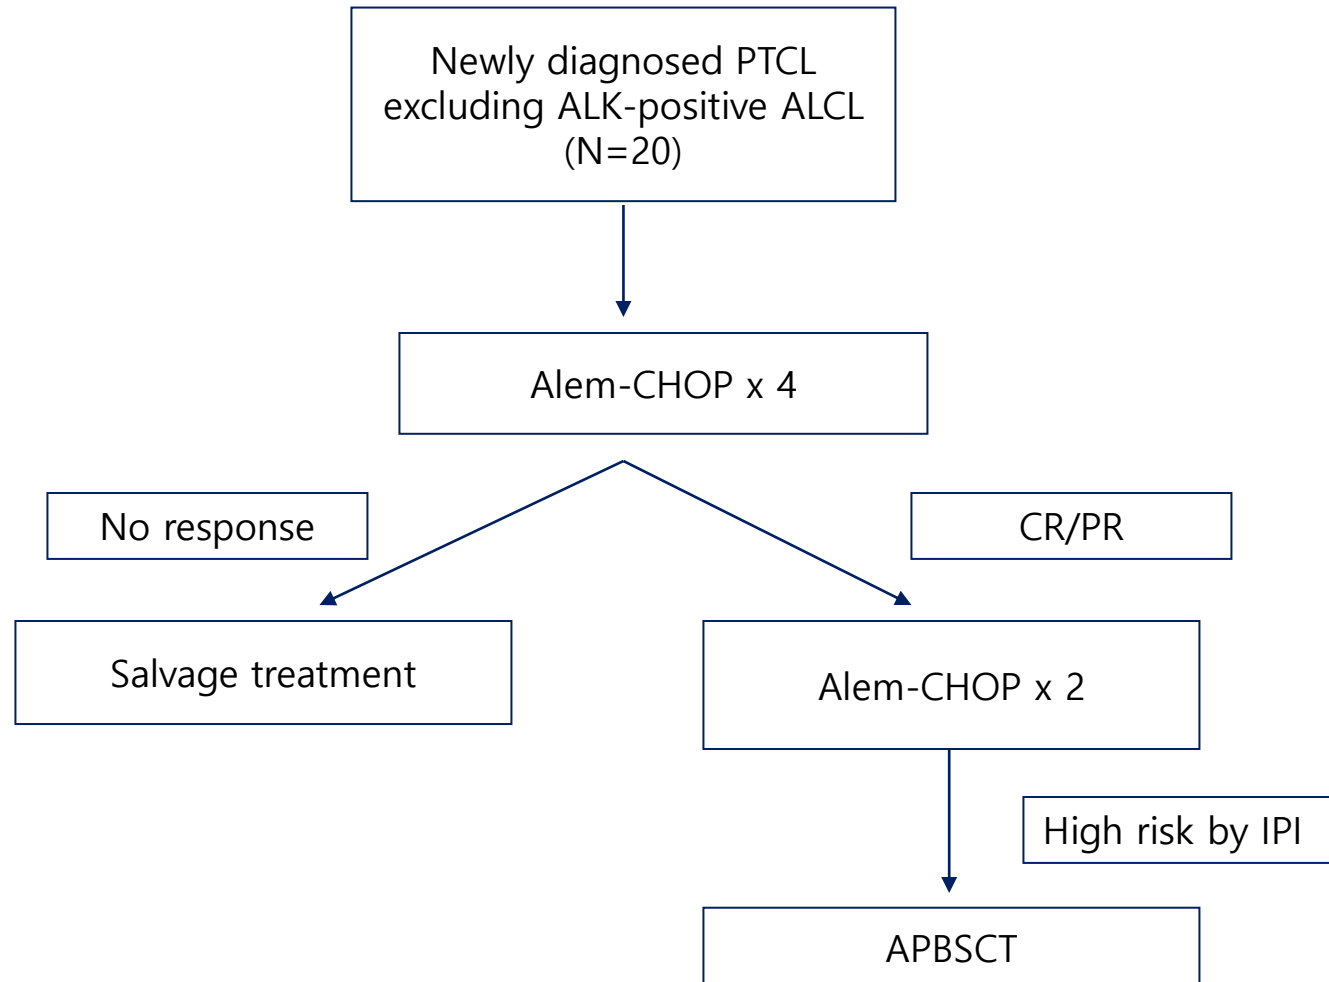 Newly diagnosed PTCL
excluding ALK-positive ALCL
(N=20)
Alem-CHOP x 4
No response
CR/PR
Salvage treatment
Alem-CHOP x 2
High risk by IPI
APBSCT